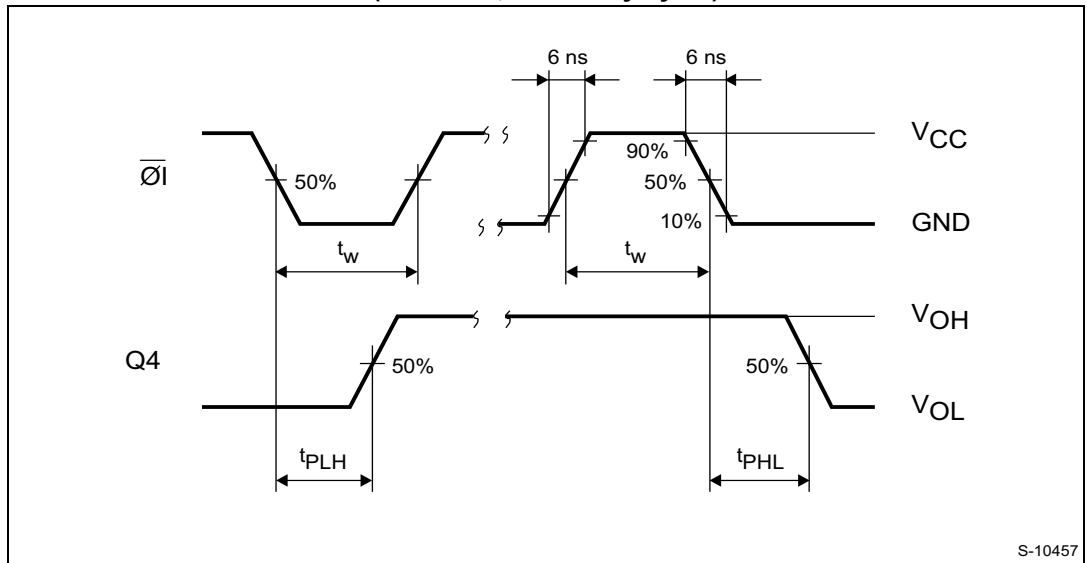 6 ns 6 ns
VCC
90%
ØI 50% 50%
10% GND
tw tw
VOH
Q4 50% 50%
VOL
tPLH tPHL
S-10457